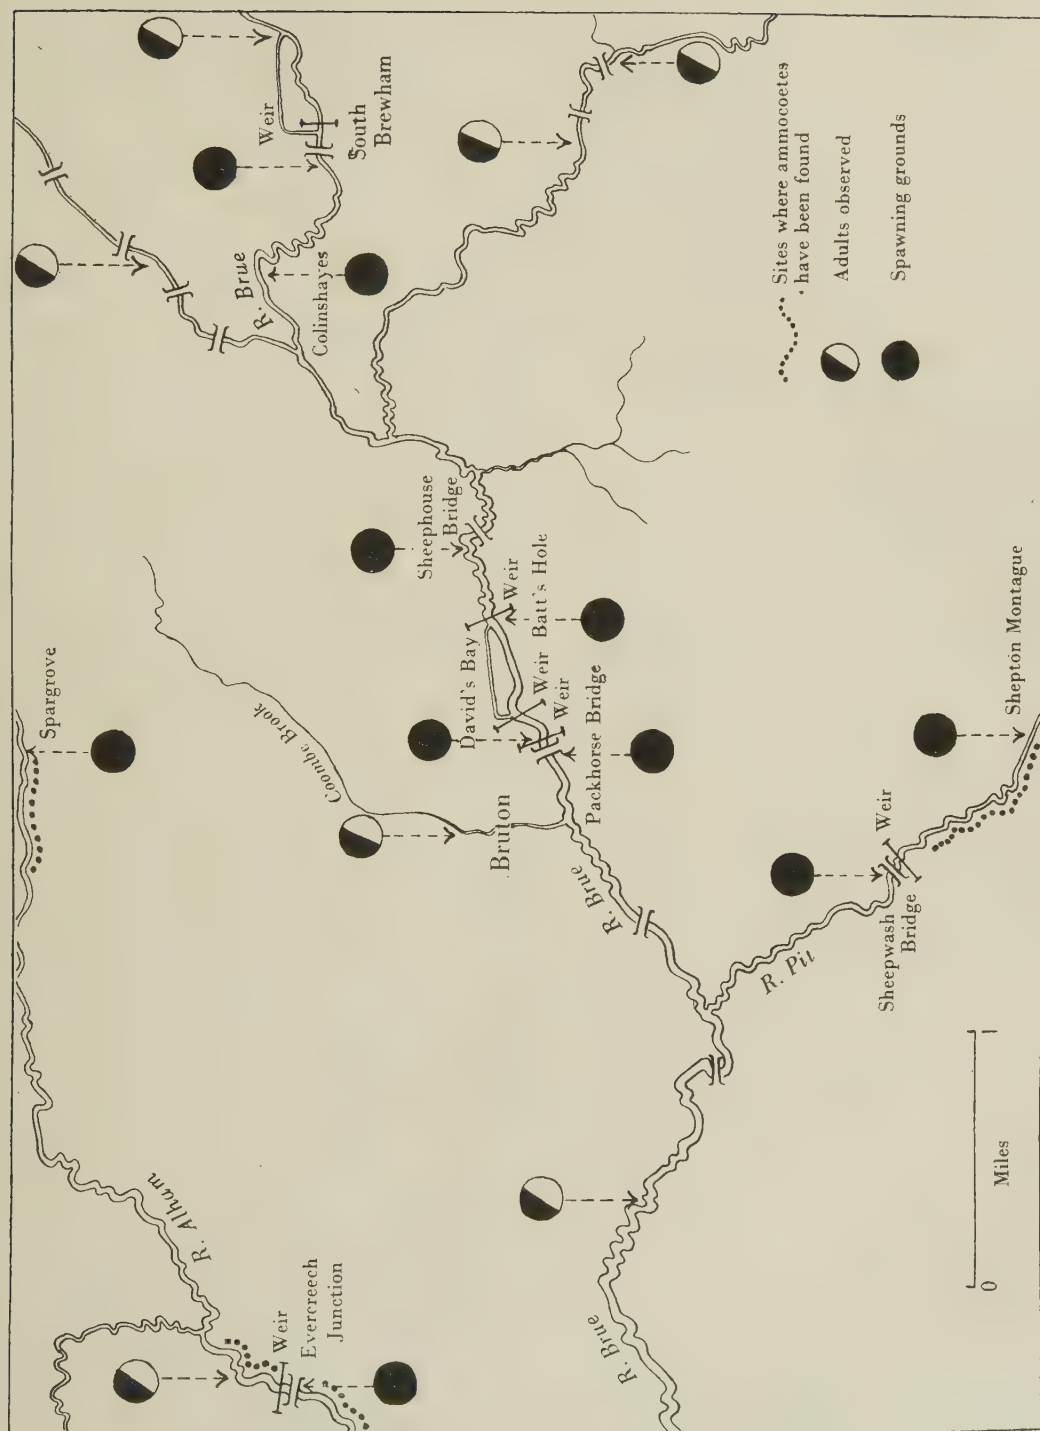 Spargrove
R. Alham
Weir
Evercreech
Junction
Weir
South
Brewham
R. Brue
Colinshayes
Coombe Brook
Sheephouse
Bridge
David's Bay
Weir
Batt's Hole
Weir
Weir
Bruton
Packhorse Bridge
R. Brue
R. Brue
R. Pit
Weir
Sheepwash
Bridge
Shepton Montague
Sites where ammocoetes
have been found
Adults observed
Spawning grounds
0
1
Miles